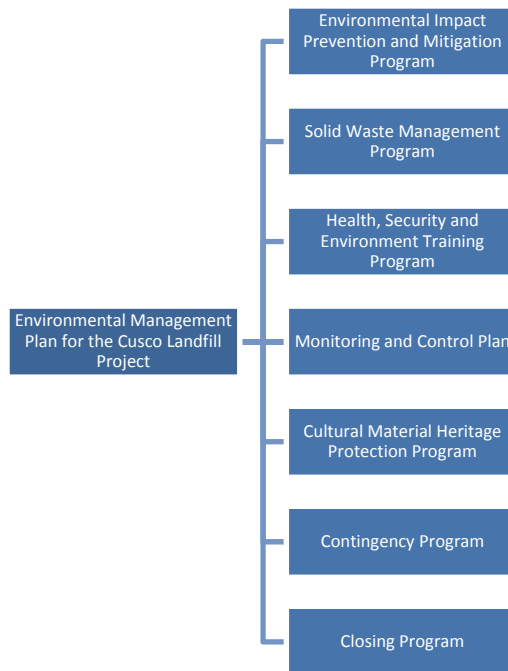 Environmental Impact
Prevention and Mitigation
Program
Solid Waste Management
Program
Health, Security and
Environment Training
Program
Environmental Management
Plan for the Cusco Landfill
Project
Monitoring and Control Plan
Cultural Material Heritage
Protection Program
Contingency Program
Closing Program